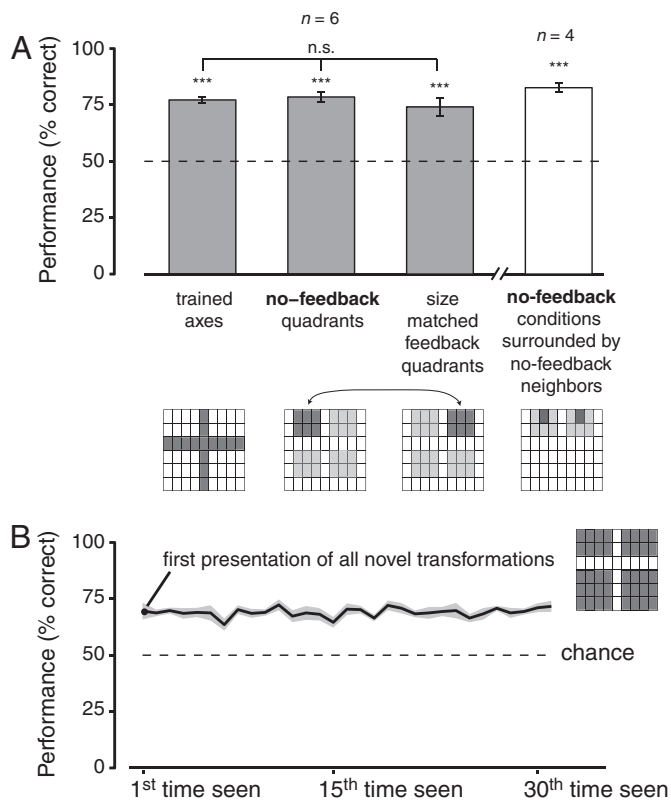 n = 6
A
n.s.
n = 4
Performance (% correct)
100
75
50
25
0
***
***
***
***
trained
axes
no–feedback
quadrants
size
matched
feedback
quadrants
no-feedback
conditions
surrounded by
no-feedback
neighbors
B
Performance (% correct)
100
75
50
25
0
first presentation of all novel transformations
chance
1st time seen
15th time seen
30th time seen